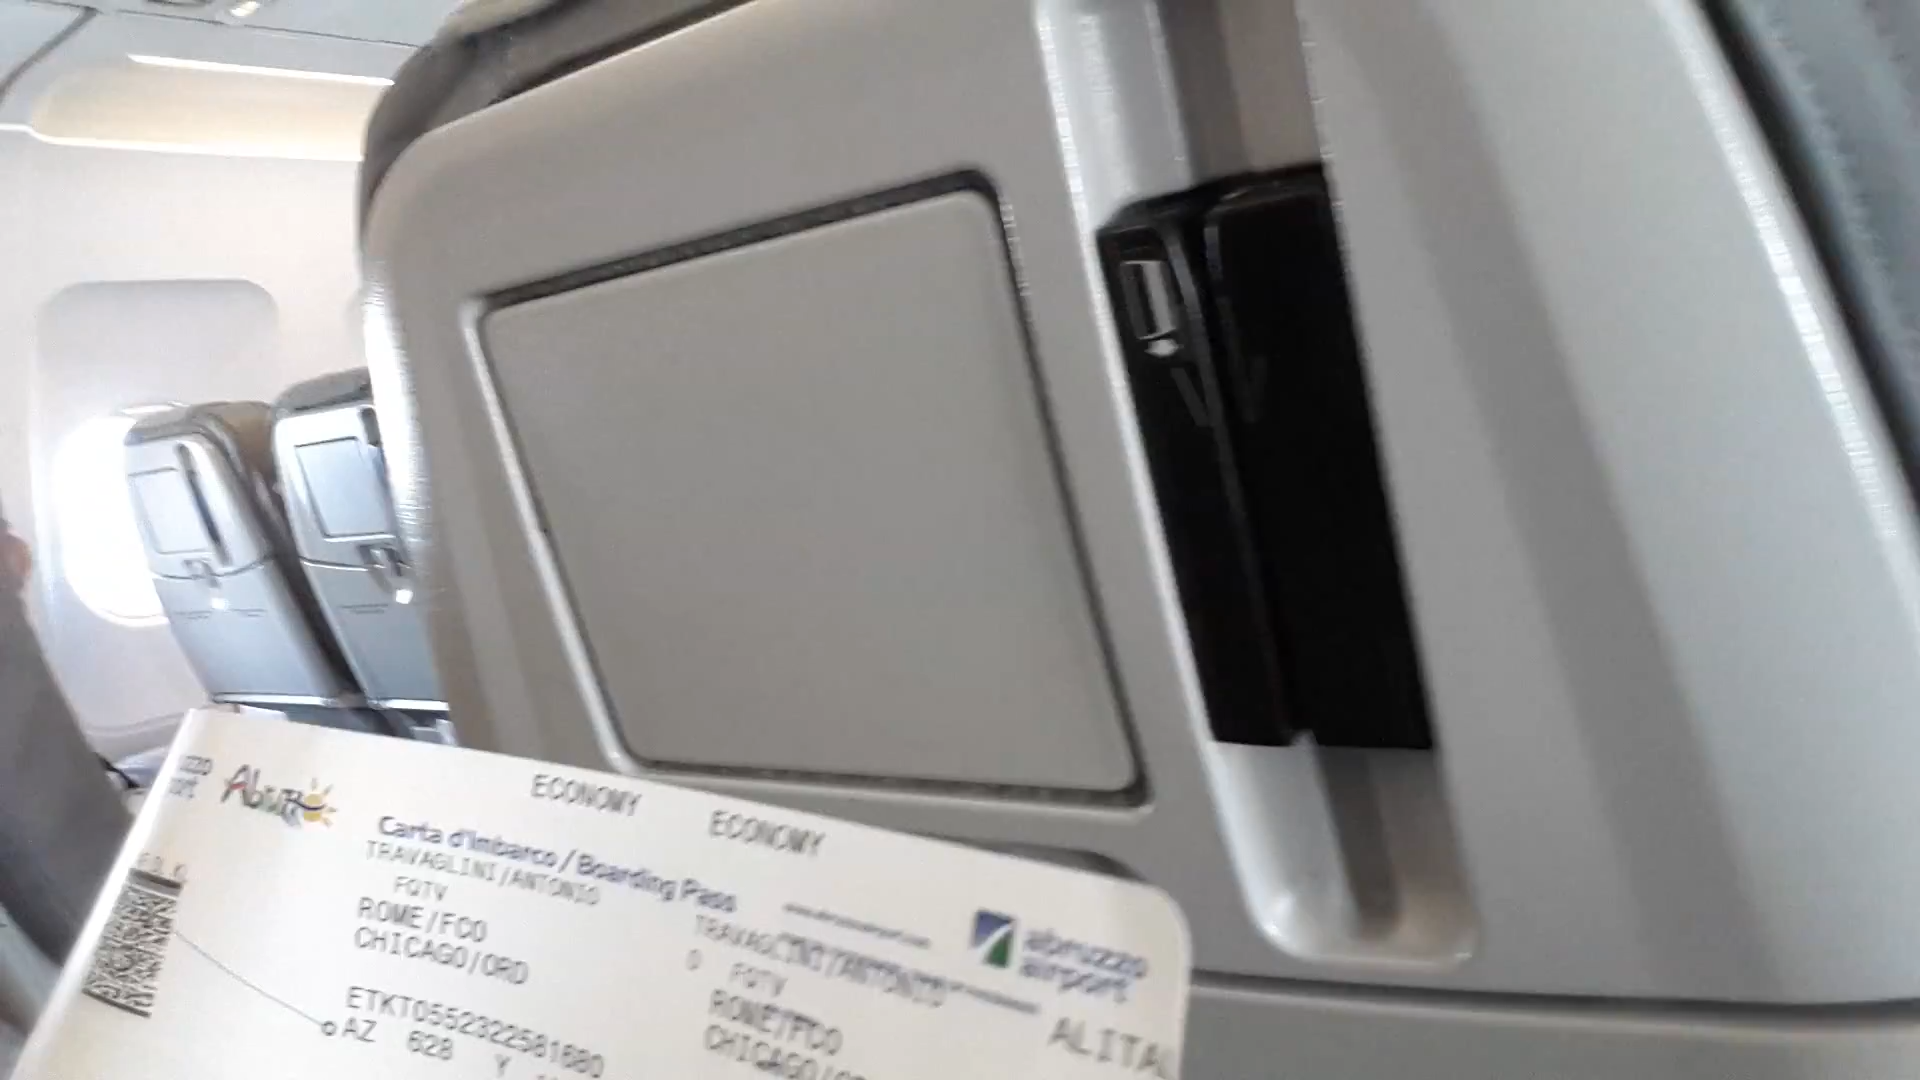 ECONOMY
ECONOMY
Carta d'Imbarco / Boarding Pass
TRAVAGLINI/ANTONIO
FQTV
ROME/FCO
CHICAGO/ORD
ETKT0552322581680
AZ 628 Y
TRAVAGLINI/ANTONIO
FQTV
ROME/FCO
CHICAGO/
abruzzo
airport